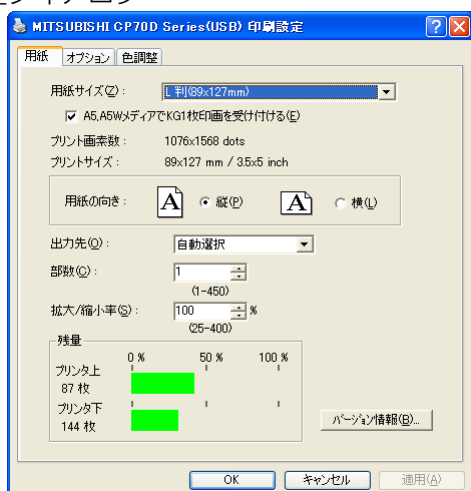 MITSUBISHI CP70D Series(USB) 印刷設定
用紙 オプション 色調整
用紙サイズ(Z): L 判(89x127mm)
A5,A5WメディアでKG1枚印画を受け付ける(E)
プリント画素数: 1076x1568 dots
プリントサイズ: 89x127 mm / 3.5x5 inch
用紙の向き: A 縦(P) A 横(L)
出力先(O): 自動選択
部数(C): 1
(1-450)
拡大/縮小率(S): 100 %
(25-400)
残量
0 % 50 % 100 %
プリンタ上
87 枚
プリンタ下
144 枚
バージョン情報(B)...
OK キャンセル 適用(A)